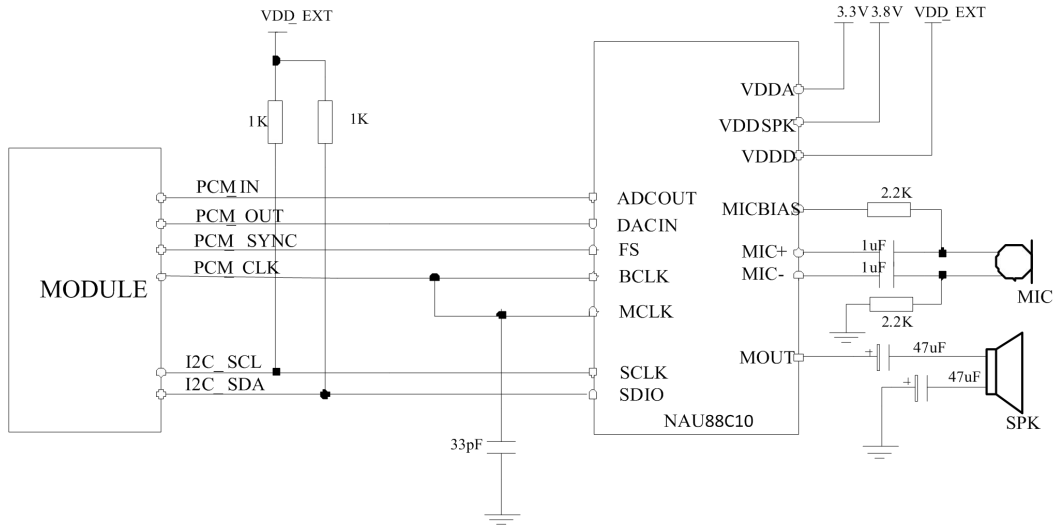 VDD_EXT
3.3V 3.8V VDD_EXT
1K 1K
VDDA
VDDSPK
VDDD
MODULE
PCM_IN
PCM_OUT
PCM_SYNC
PCM_CLK
I2C_SCL
I2C_SDA
ADCOUT
DACIN
FS
BCLK
MCLK
SCLK
SDIO
NAU88C10
MICBIAS
MIC+
MIC-
MOUT
2.2K
1uF
1uF
2.2K
MIC
+ 47uF
+ 47uF
SPK
33pF